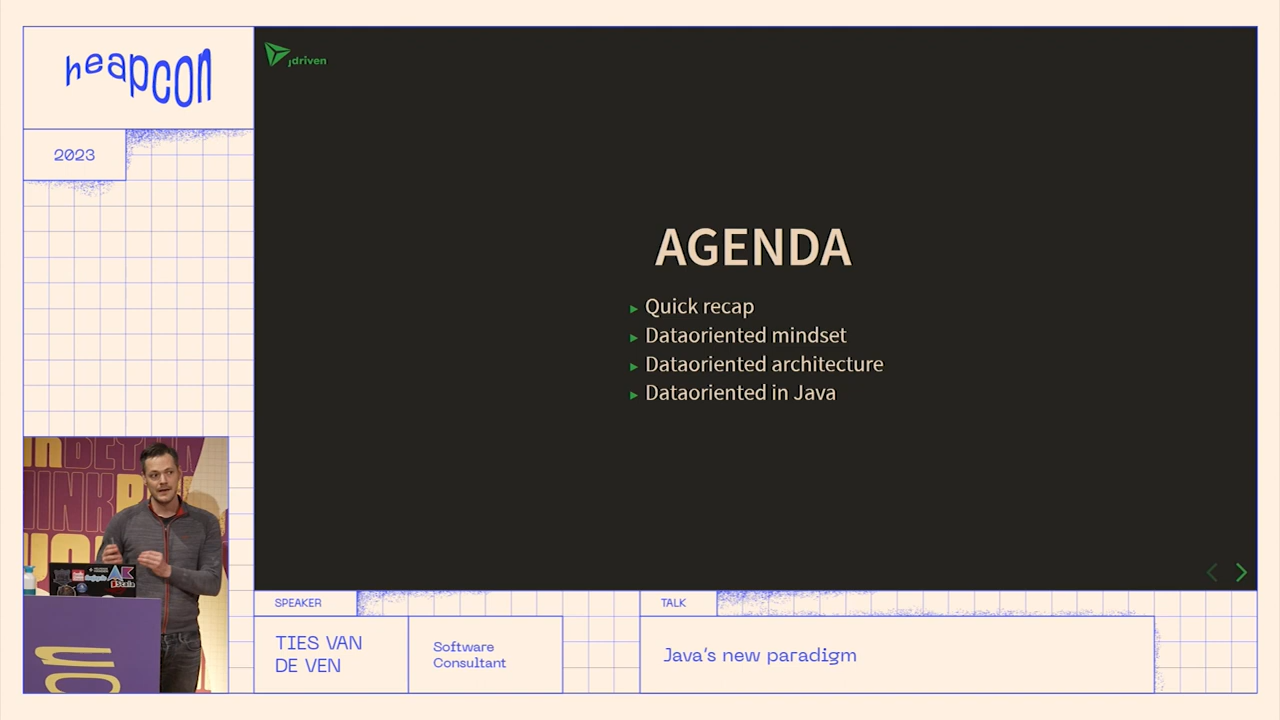 heapcon
2023
jdriven
AGENDA
Quick recap
Dataoriented mindset
Dataoriented architecture
Dataoriented in Java
SPEAKER
TIES VAN
DE VEN
Software
Consultant
TALK
Java's new paradigm